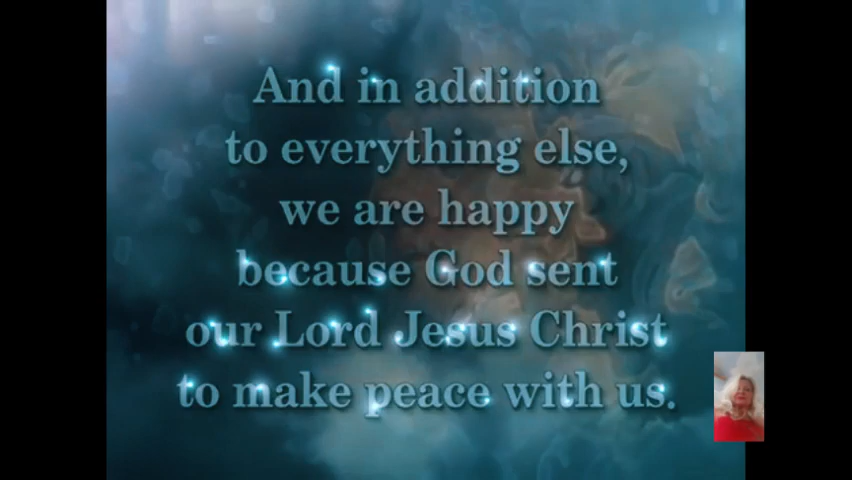 And in addition
to everything else,
we are happy
because God sent
our Lord Jesus Christ
to make peace with us.